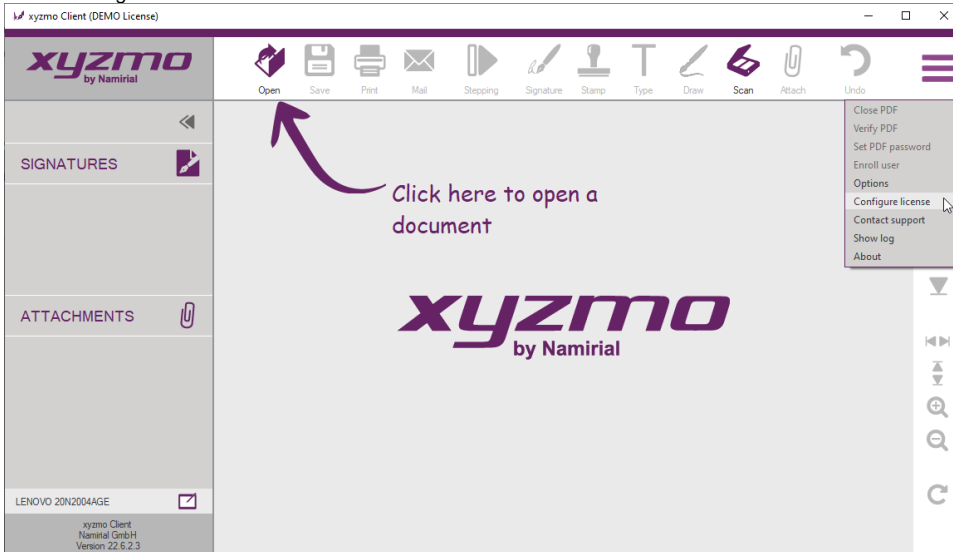 xyzmo Client (DEMO License)
xyzmo
by Namirial
Open Save Print Mail Stepping Signature Stamp Type Draw Scan Attach Undo
Close PDF
Verify PDF
Set PDF password
Enroll user
Options
Configure license
Contact support
Show log
About
SIGNATURES
Click here to open a
document
ATTACHMENTS
xyzmo
by Namirial
LENOVO 20N2004AGE
xyzmo Client
Namirial GmbH
Version 22.6.2.3